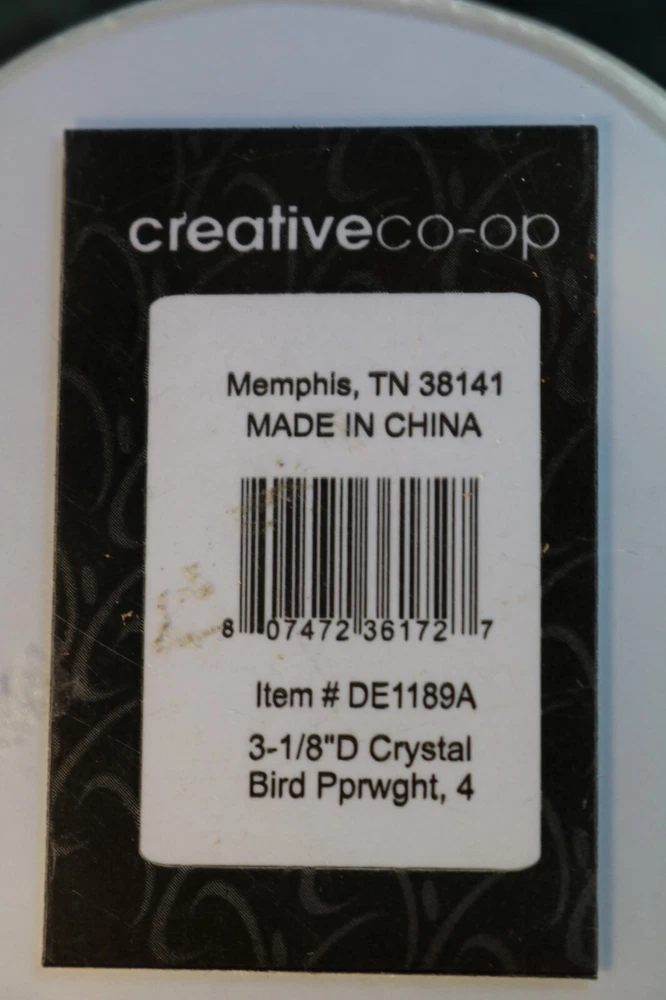 creativeco-op
Memphis, TN 38141
MADE IN CHINA
8 07472 36172 7
Item # DE1189A
3-1/8"D Crystal
Bird Pprwght, 4